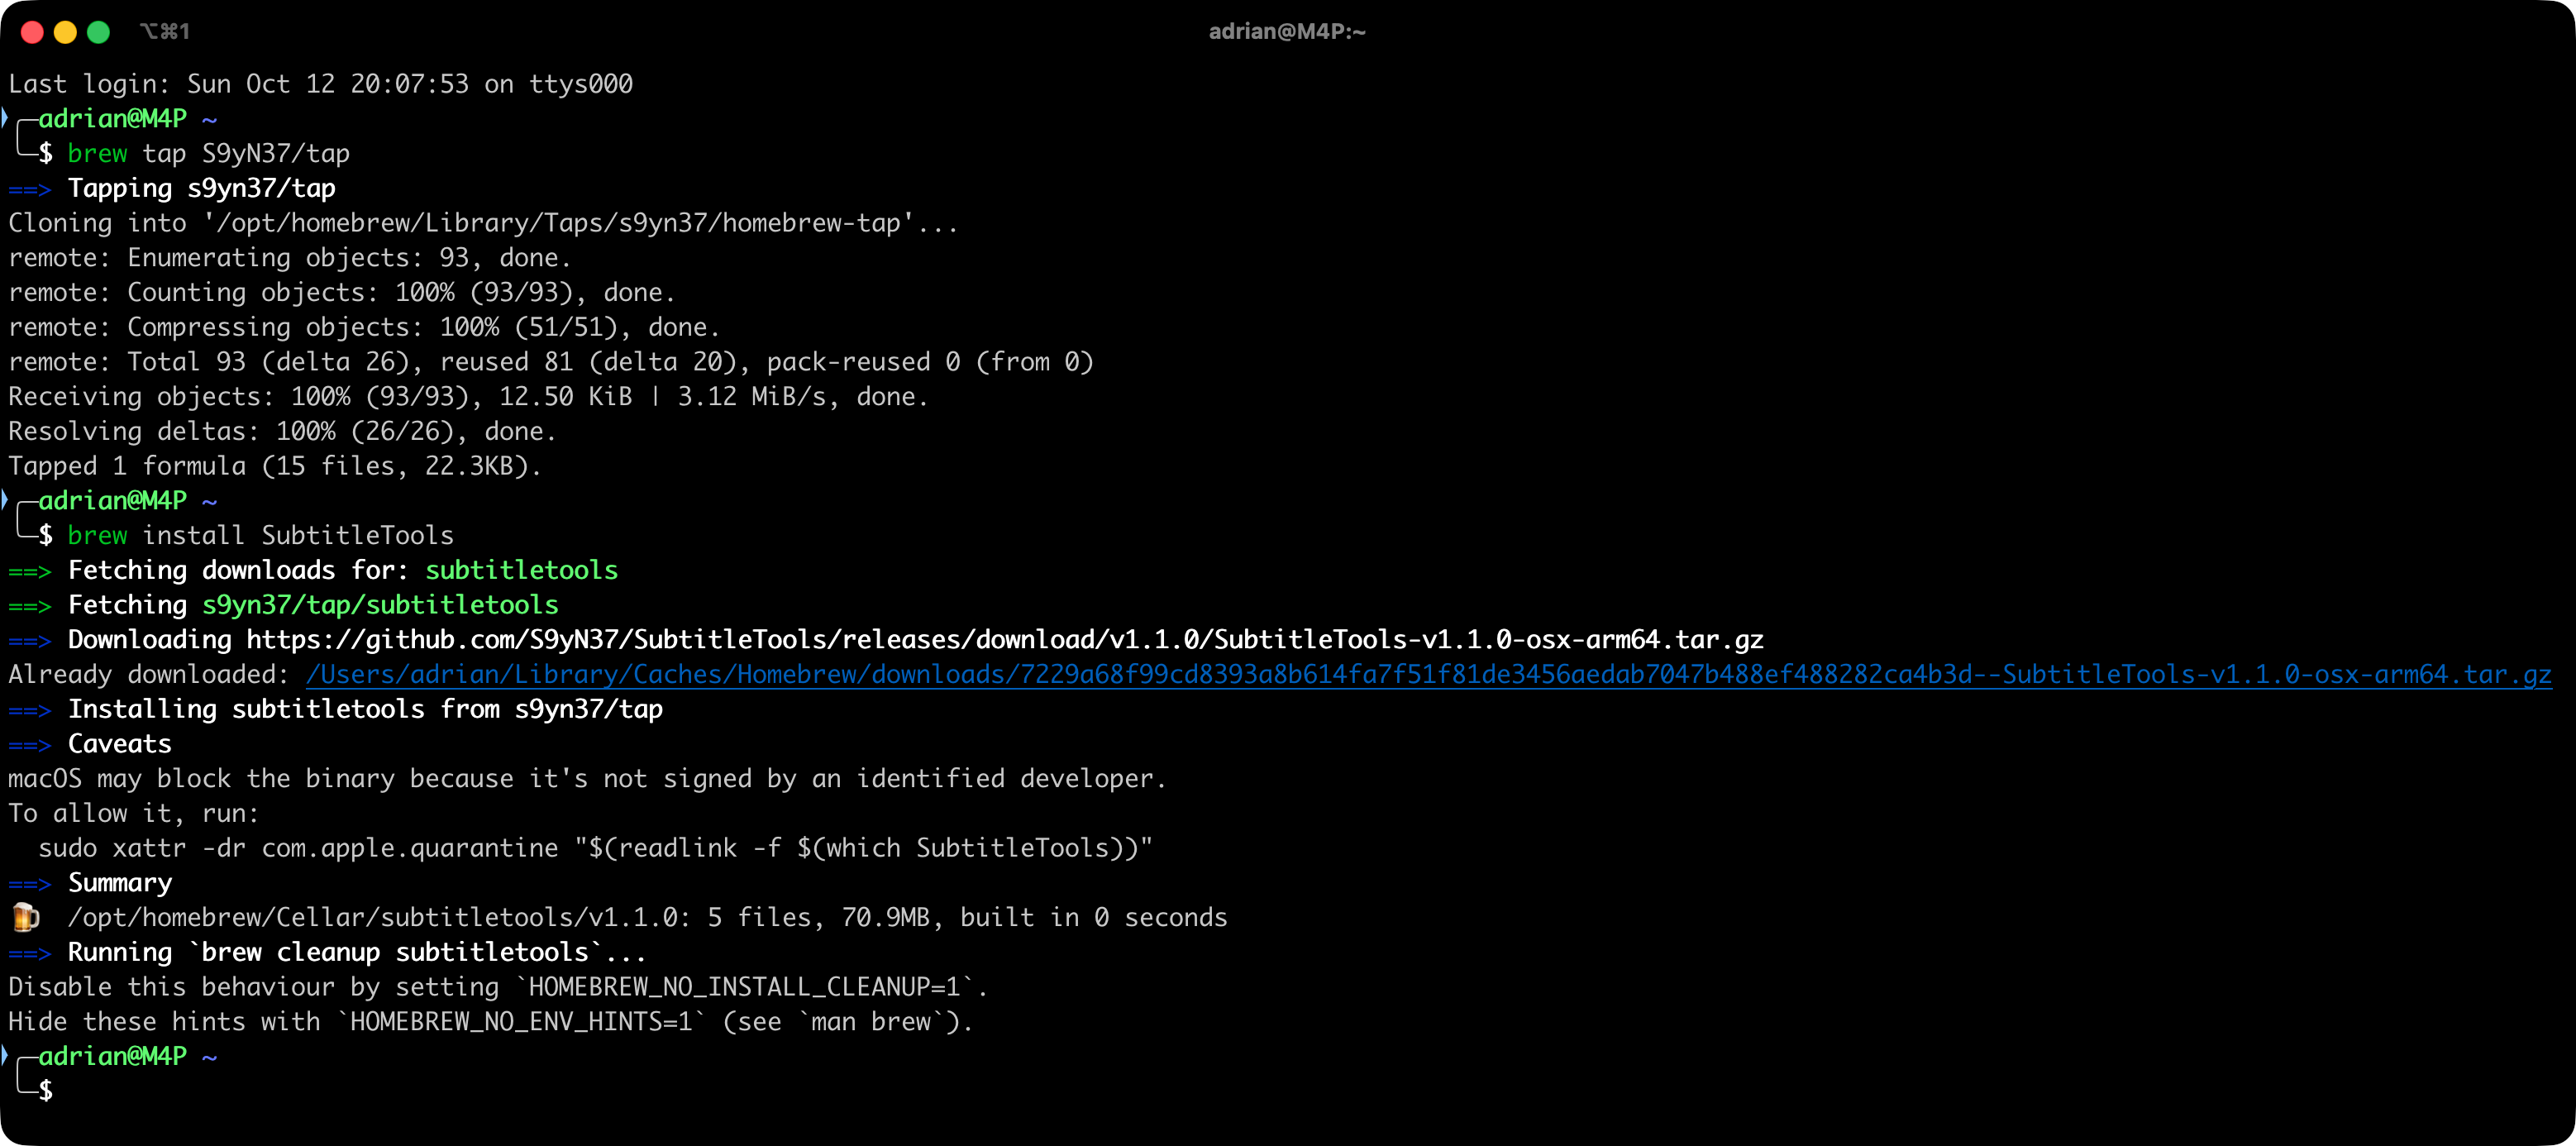 ⌥⌘1
adrian@M4P:~
Last login: Sun Oct 12 20:07:53 on ttys000
adrian@M4P ~
$ brew tap S9yN37/tap
==> Tapping s9yn37/tap
Cloning into '/opt/homebrew/Library/Taps/s9yn37/homebrew-tap'...
remote: Enumerating objects: 93, done.
remote: Counting objects: 100% (93/93), done.
remote: Compressing objects: 100% (51/51), done.
remote: Total 93 (delta 26), reused 81 (delta 20), pack-reused 0 (from 0)
Receiving objects: 100% (93/93), 12.50 KiB | 3.12 MiB/s, done.
Resolving deltas: 100% (26/26), done.
Tapped 1 formula (15 files, 22.3KB).
adrian@M4P ~
$ brew install SubtitleTools
==> Fetching downloads for: subtitletools
==> Fetching s9yn37/tap/subtitletools
==> Downloading https://github.com/S9yN37/SubtitleTools/releases/download/v1.1.0/SubtitleTools-v1.1.0-osx-arm64.tar.gz
Already downloaded: /Users/adrian/Library/Caches/Homebrew/downloads/7229a68f99cd8393a8b614fa7f51f81de3456aedab7047b488ef488282ca4b3d--SubtitleTools-v1.1.0-osx-arm64.tar.gz
==> Installing subtitletools from s9yn37/tap
==> Caveats
macOS may block the binary because it's not signed by an identified developer.
To allow it, run:
  sudo xattr -dr com.apple.quarantine "$(readlink -f $(which SubtitleTools))"
==> Summary
🍺  /opt/homebrew/Cellar/subtitletools/v1.1.0: 5 files, 70.9MB, built in 0 seconds
==> Running `brew cleanup subtitletools`...
Disable this behaviour by setting `HOMEBREW_NO_INSTALL_CLEANUP=1`.
Hide these hints with `HOMEBREW_NO_ENV_HINTS=1` (see `man brew`).
adrian@M4P ~
$